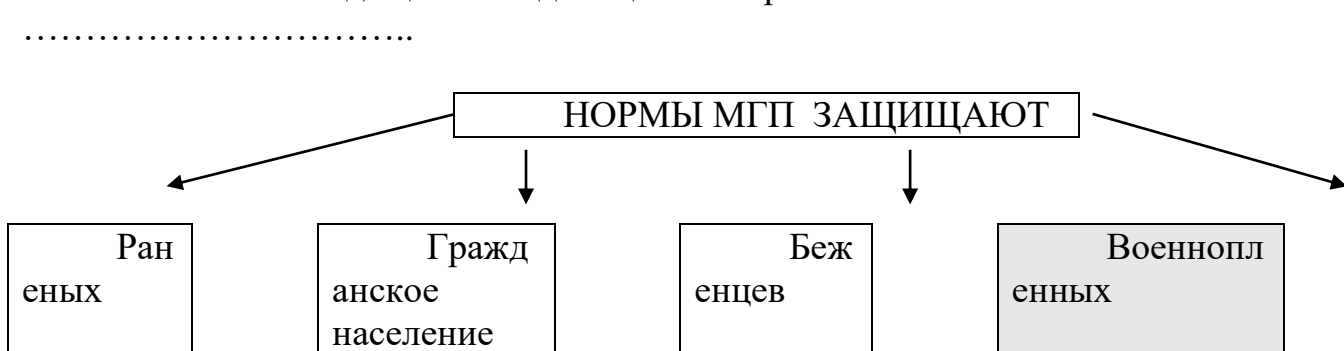 ……………………………..
НОРМЫ МГП ЗАЩИЩАЮТ
Ран
еных
Гражд
анское
население
Беж
енцев
Военнопл
енных